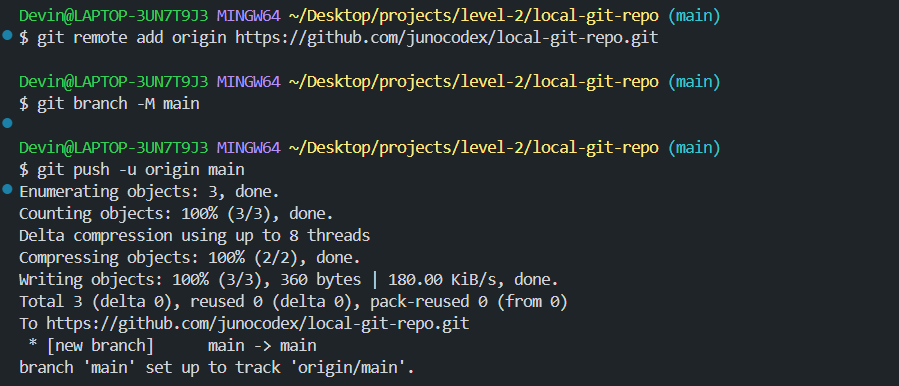 Devin@LAPTOP-3UN7T9J3 MINGW64 ~/Desktop/projects/level-2/local-git-repo (main)
$ git remote add origin https://github.com/junocodex/local-git-repo.git
Devin@LAPTOP-3UN7T9J3 MINGW64 ~/Desktop/projects/level-2/local-git-repo (main)
$ git branch -M main
Devin@LAPTOP-3UN7T9J3 MINGW64 ~/Desktop/projects/level-2/local-git-repo (main)
$ git push -u origin main
Enumerating objects: 3, done.
Counting objects: 100% (3/3), done.
Delta compression using up to 8 threads
Compressing objects: 100% (2/2), done.
Writing objects: 100% (3/3), 360 bytes | 180.00 KiB/s, done.
Total 3 (delta 0), reused 0 (delta 0), pack-reused 0 (from 0)
To https://github.com/junocodex/local-git-repo.git
 * [new branch]      main -> main
branch 'main' set up to track 'origin/main'.